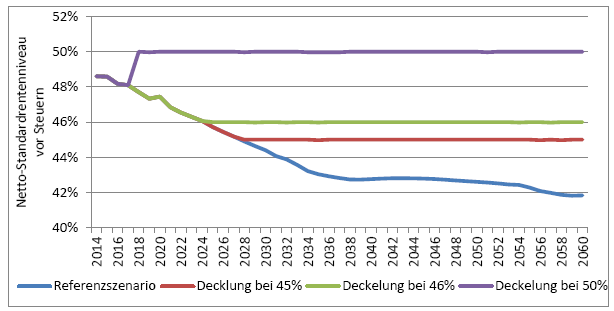 Netto-Standardrentenniveau
vor Steuern
52%
50%
48%
46%
44%
42%
40%
2014 2016 2018 2020 2022 2024 2026 2028 2030 2032 2034 2036 2038 2040 2042 2044 2046 2048 2050 2052 2054 2056 2058 2060
Referenzszenario Decklung bei 45% Deckelung bei 46% Deckelung bei 50%